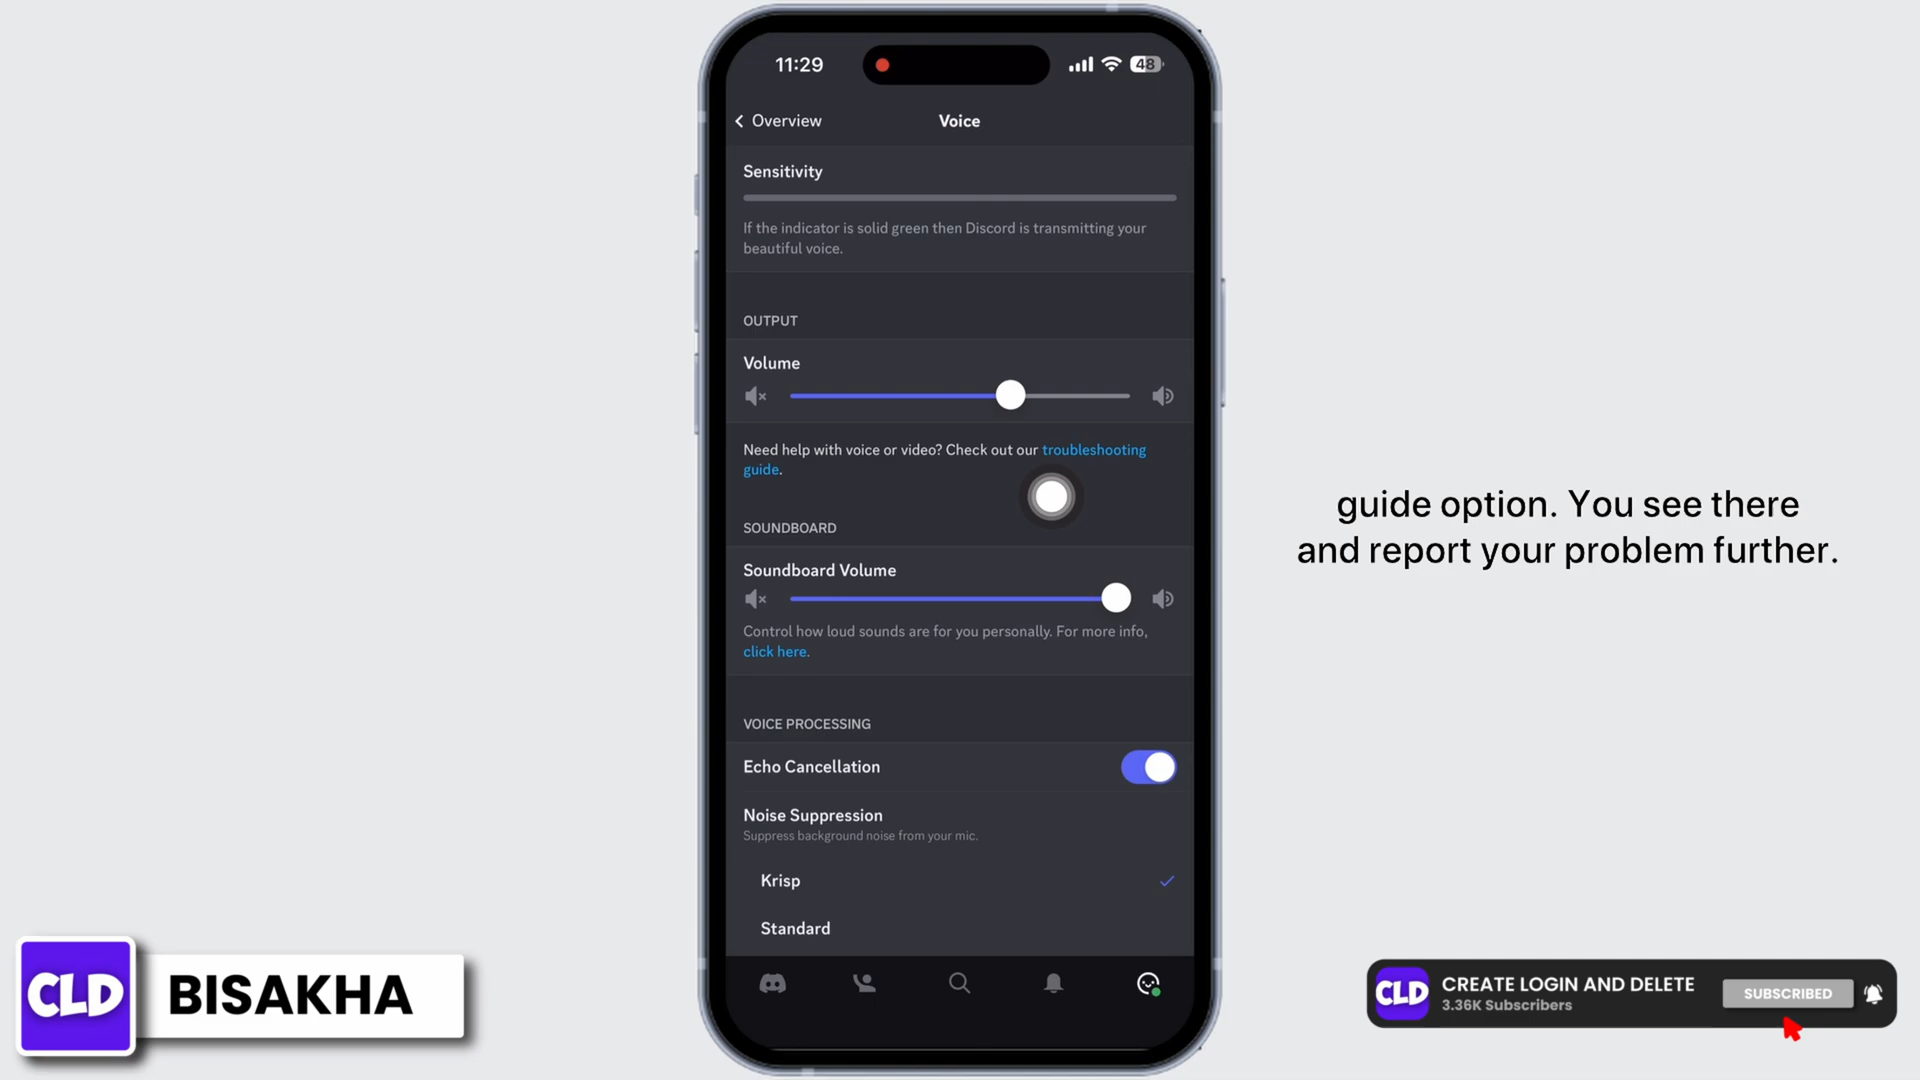 11:29
48
Overview
Voice
Sensitivity
If the indicator is solid green then Discord is transmitting your
beautiful voice.
OUTPUT
Volume
Need help with voice or video? Check out our troubleshooting
guide.
SOUNDBOARD
Soundboard Volume
Control how loud sounds are for you personally. For more info,
click here.
VOICE PROCESSING
Echo Cancellation
Noise Suppression
Suppress background noise from your mic.
Krisp
Standard
guide option. You see there
and report your problem further.
CLD
BISAKHA
CLD
CREATE LOGIN AND DELETE
3.36K Subscribers
SUBSCRIBED